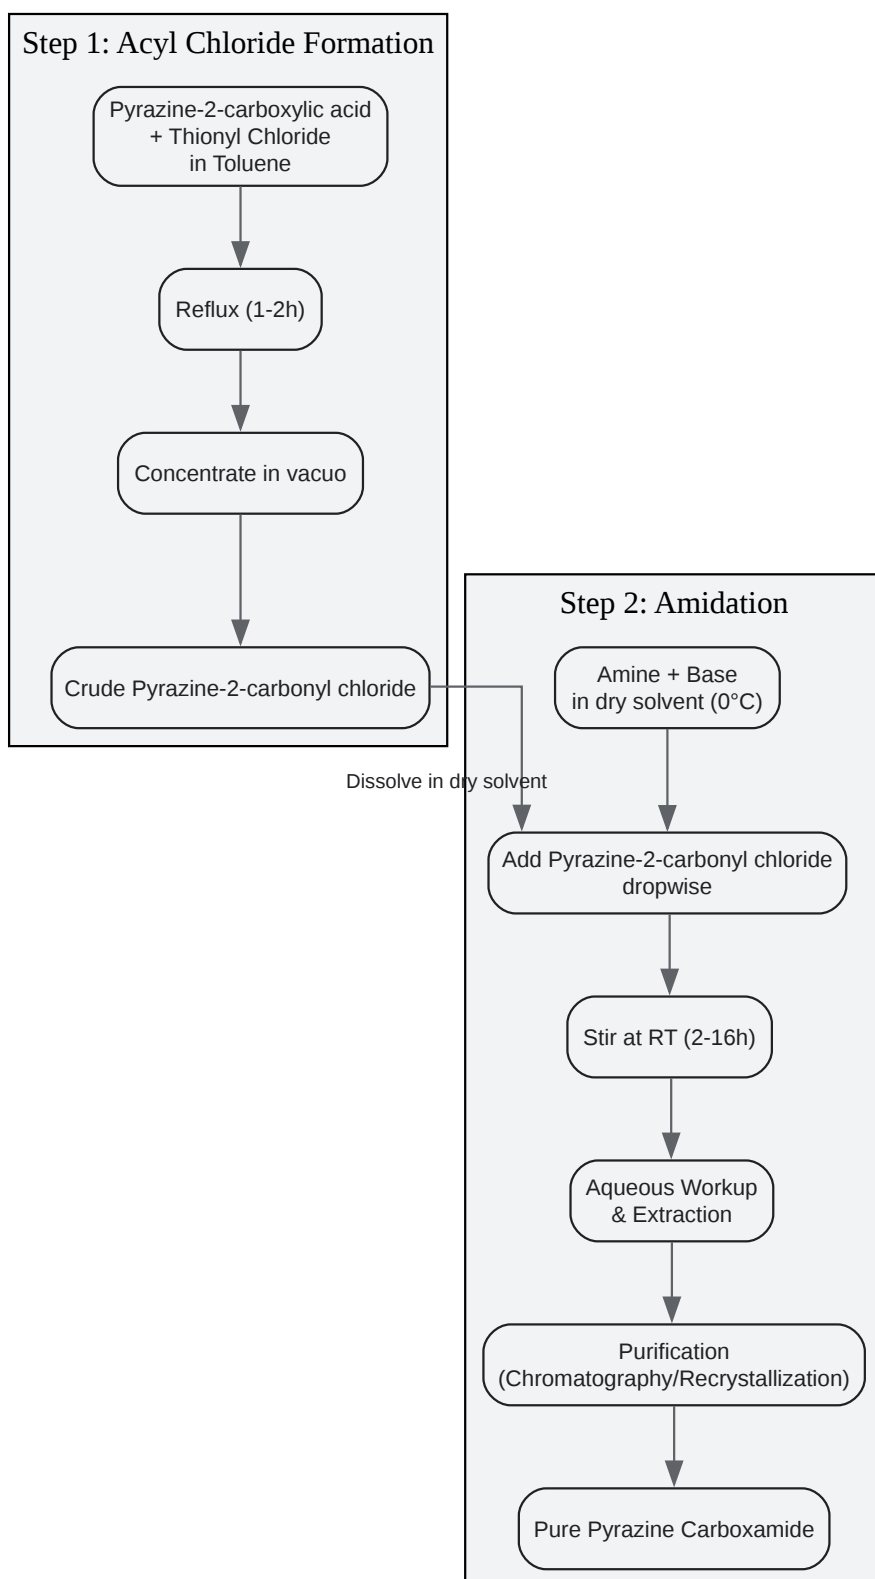 Step 1: Acyl Chloride Formation
Pyrazine-2-carboxylic acid
+ Thionyl Chloride
in Toluene
Reflux (1-2h)
Concentrate in vacuo
Crude Pyrazine-2-carbonyl chloride
Dissolve in dry solvent
Step 2: Amidation
Amine + Base
in dry solvent (0°C)
Add Pyrazine-2-carbonyl chloride
dropwise
Stir at RT (2-16h)
Aqueous Workup
& Extraction
Purification
(Chromatography/Recrystallization)
Pure Pyrazine Carboxamide